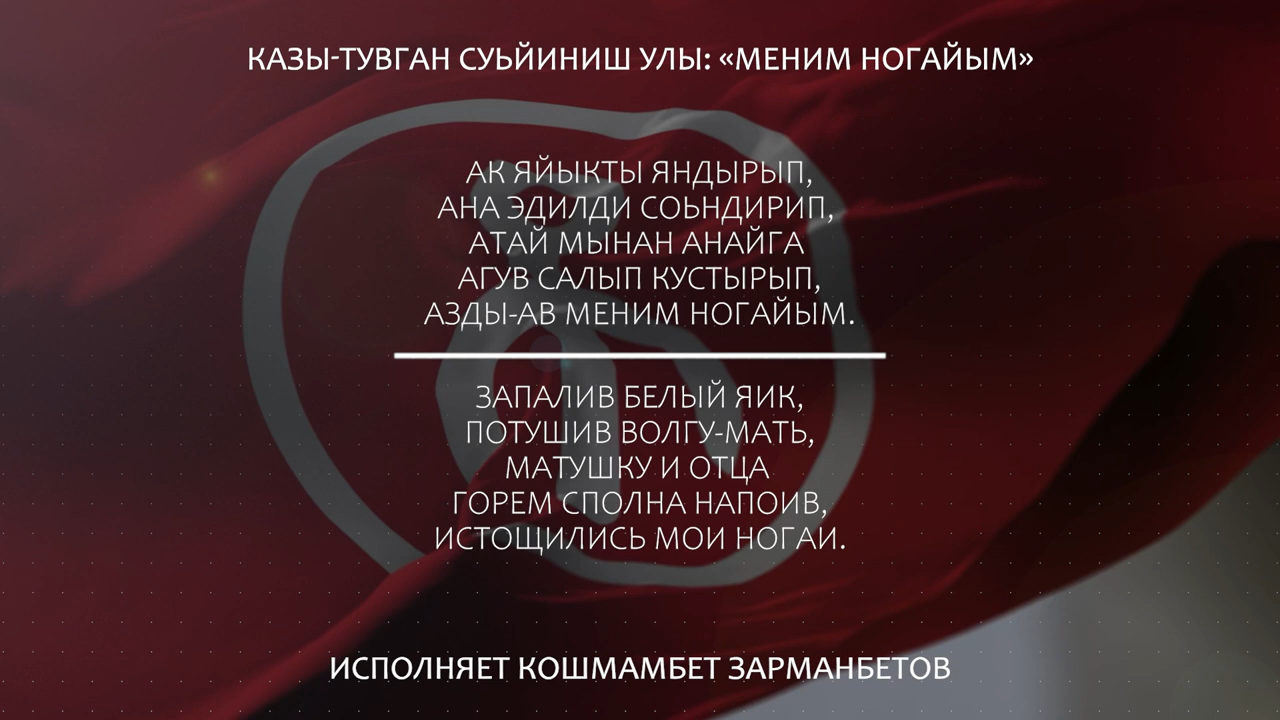 КАЗЫ-ТУВГАН СУЬЙИНИШ УЛЫ: «МЕНИМ НОГАЙЫМ»
АК ЯЙЫКТЫ ЯНДЫРЫП,
АНА ЭДИЛДИ СОЬНДИРИП,
АТАЙ МЫНАН АНАЙГА
АГУВ САЛЫП КУСТЫРЫП,
АЗДЫ-АВ МЕНИМ НОГАЙЫМ.
ЗАПАЛИВ БЕЛЫЙ ЯИК,
ПОТУШИВ ВОЛГУ-МАТЬ,
МАТУШКУ И ОТЦА
ГОРЕМ СПОЛНА НАПОИВ,
ИСТОЩИЛИСЬ МОИ НОГАИ.
ИСПОЛНЯЕТ КОШМАМБЕТ ЗАРМАНБЕТОВ